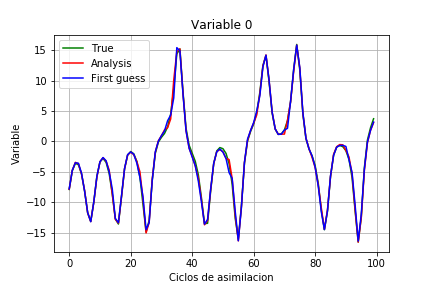 Variable 0
True
Analysis
First guess
Variable
15
10
5
0
−5
−10
−15
0
20
40
60
80
100
Ciclos de asimilacion